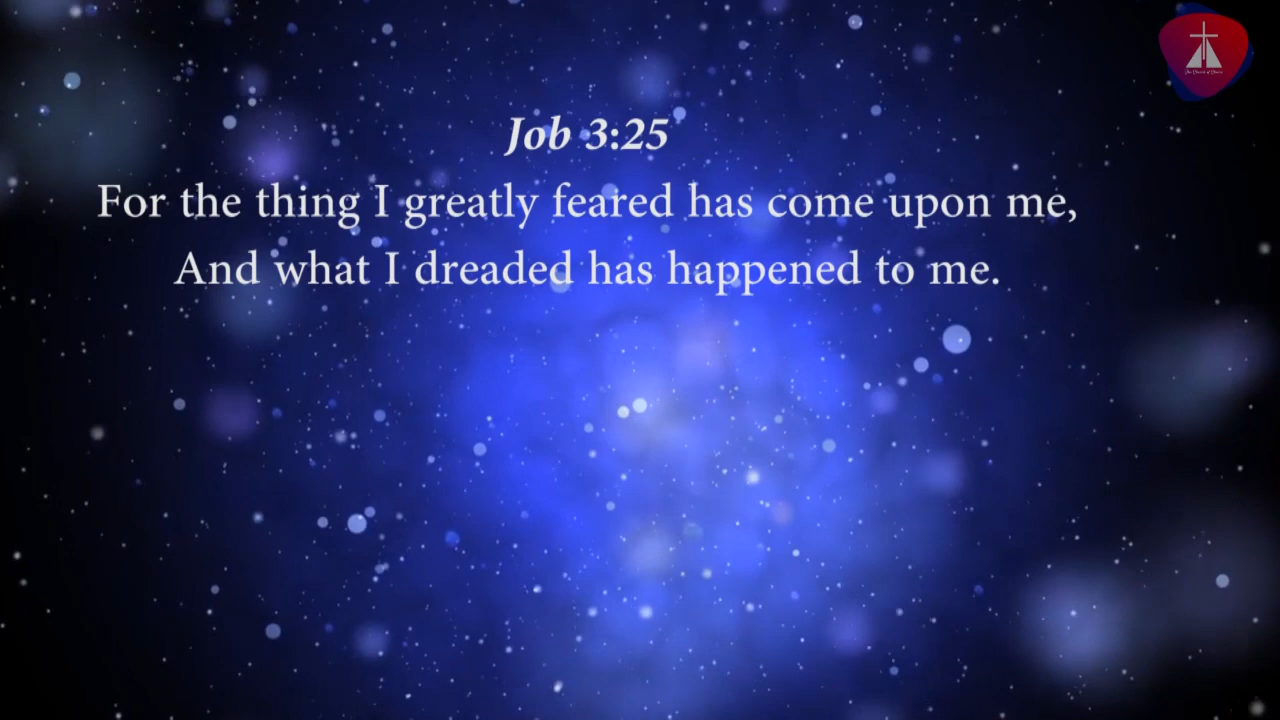 Job 3:25
For the thing I greatly feared has come upon me,
And what I dreaded has happened to me.